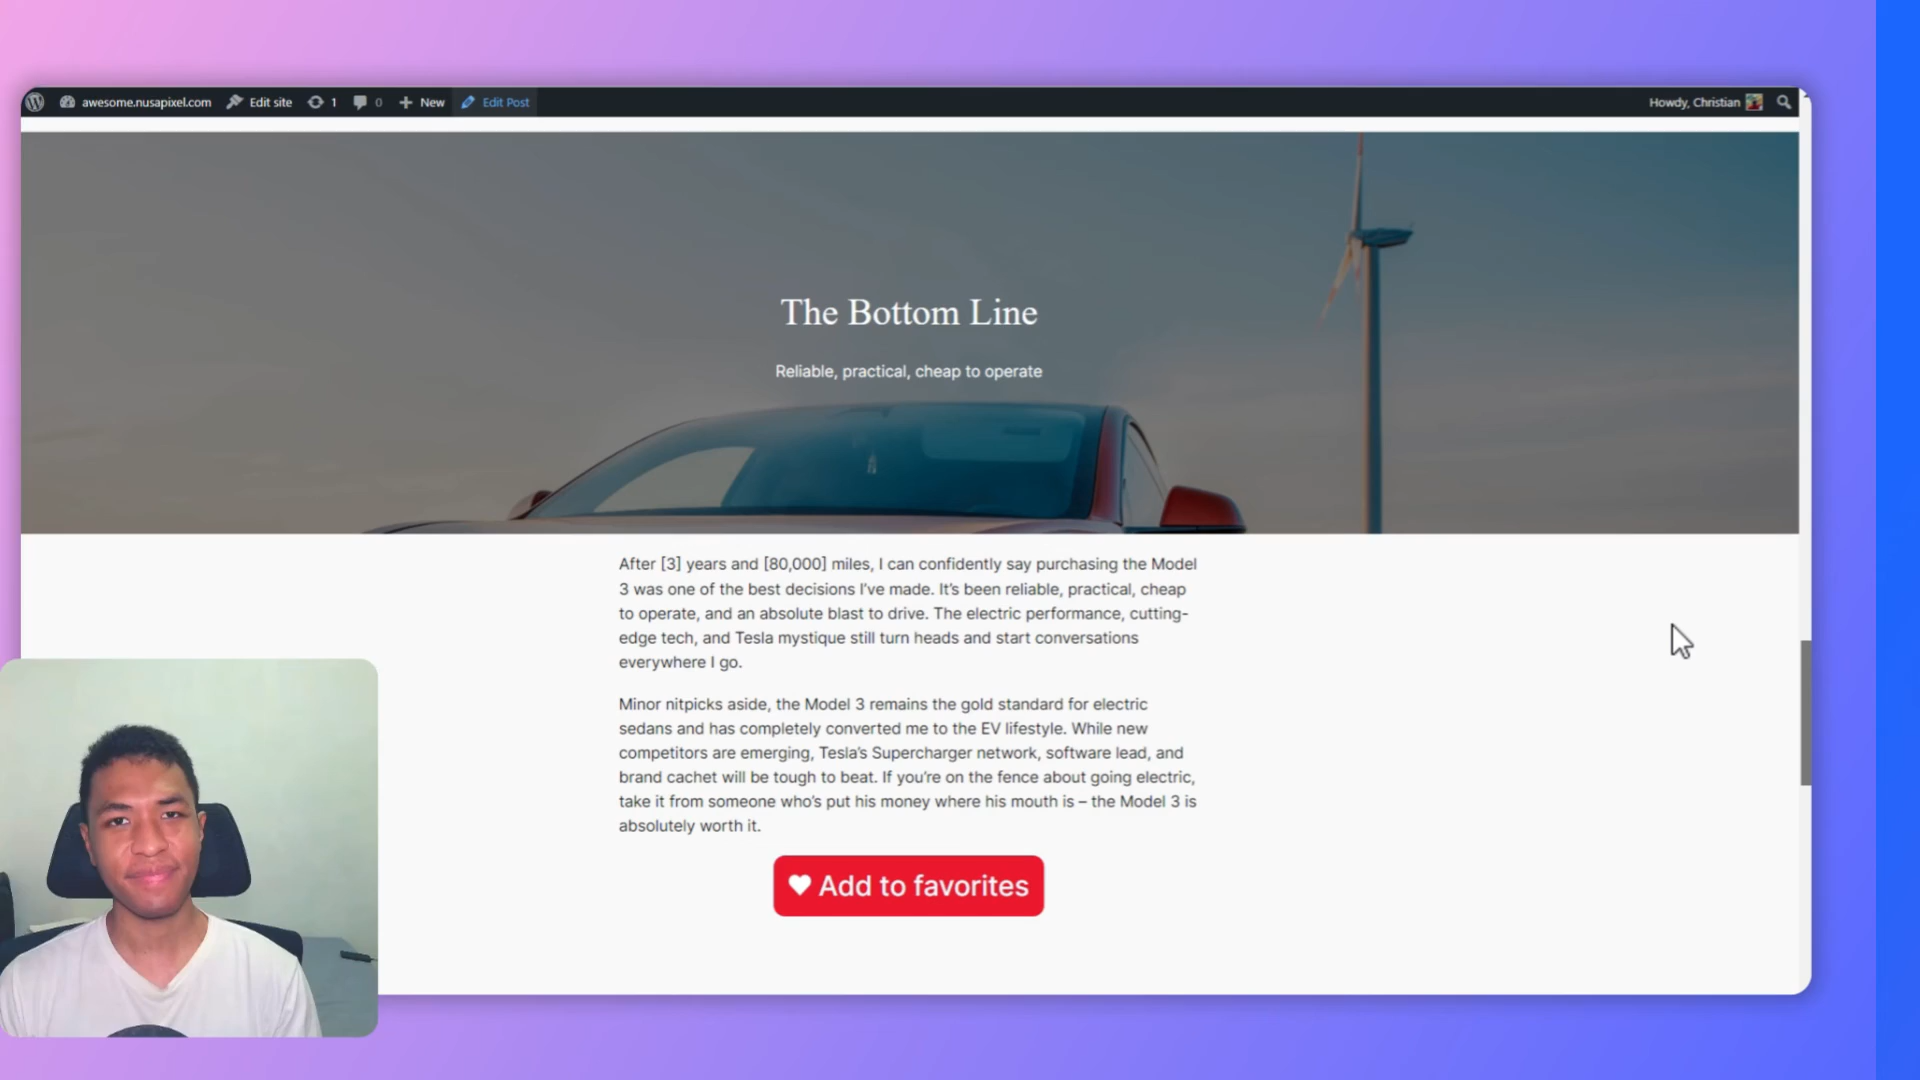 awesome.nusapixel.com Edit site 1 0 New Edit Post Howdy, Christian
The Bottom Line
Reliable, practical, cheap to operate
After [3] years and [80,000] miles, I can confidently say purchasing the Model
3 was one of the best decisions I’ve made. It’s been reliable, practical, cheap
to operate, and an absolute blast to drive. The electric performance, cutting-
edge tech, and Tesla mystique still turn heads and start conversations
everywhere I go.
Minor nitpicks aside, the Model 3 remains the gold standard for electric
sedans and has completely converted me to the EV lifestyle. While new
competitors are emerging, Tesla’s Supercharger network, software lead, and
brand cachet will be tough to beat. If you’re on the fence about going electric,
take it from someone who’s put his money where his mouth is – the Model 3 is
absolutely worth it.
Add to favorites